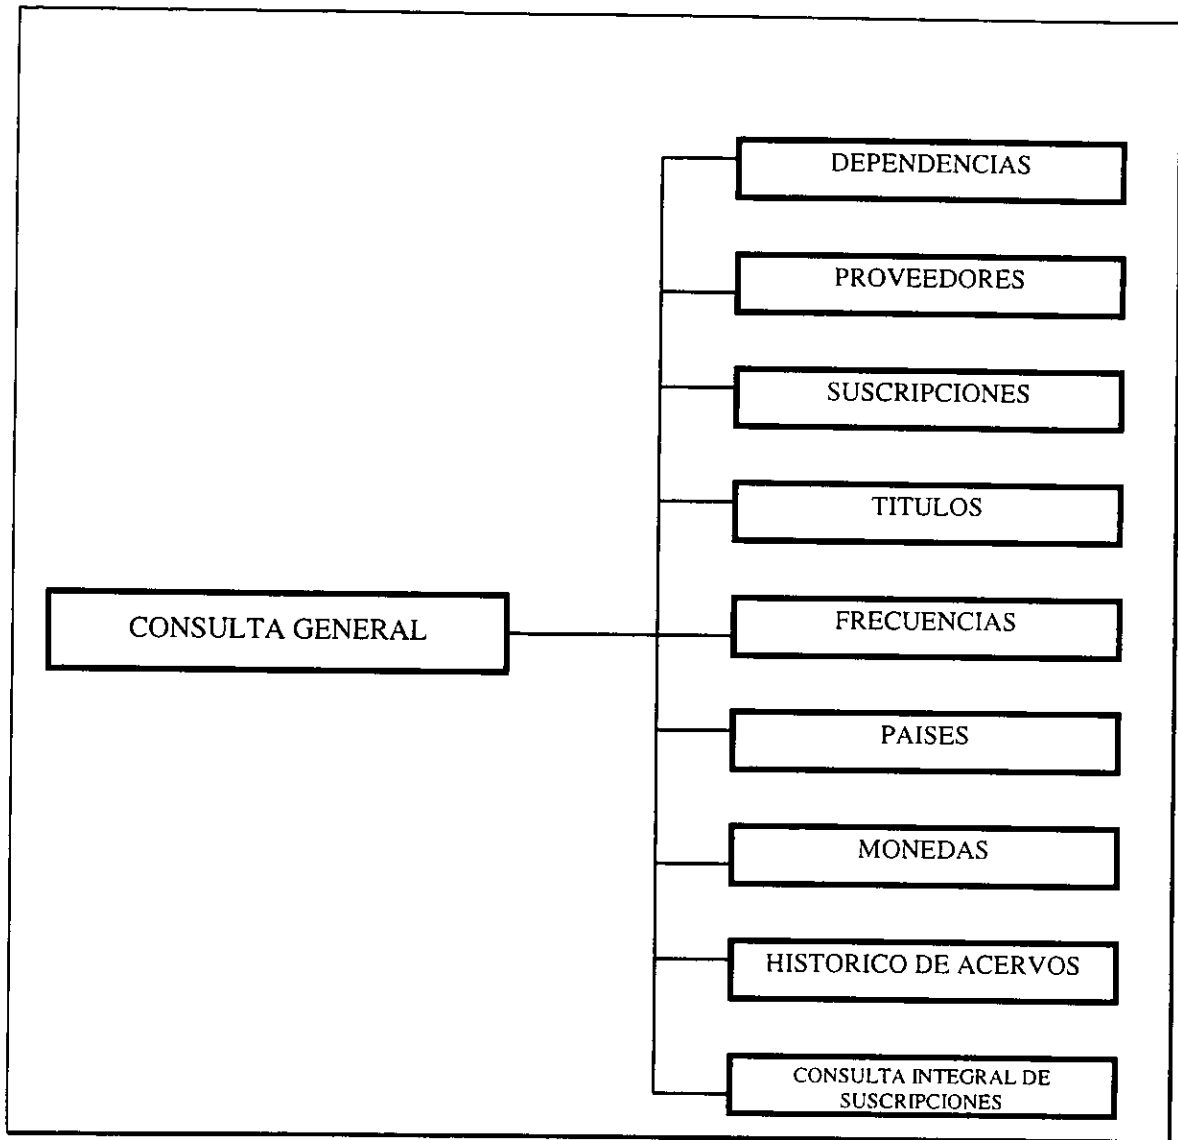 DEPENDENCIAS
PROVEEDORES
SUSCRIPCIONES
TITULOS
CONSULTA GENERAL
FRECUENCIAS
PAISES
MONEDAS
HISTORICO DE ACERVOS
CONSULTA INTEGRAL DE
SUSCRIPCIONES